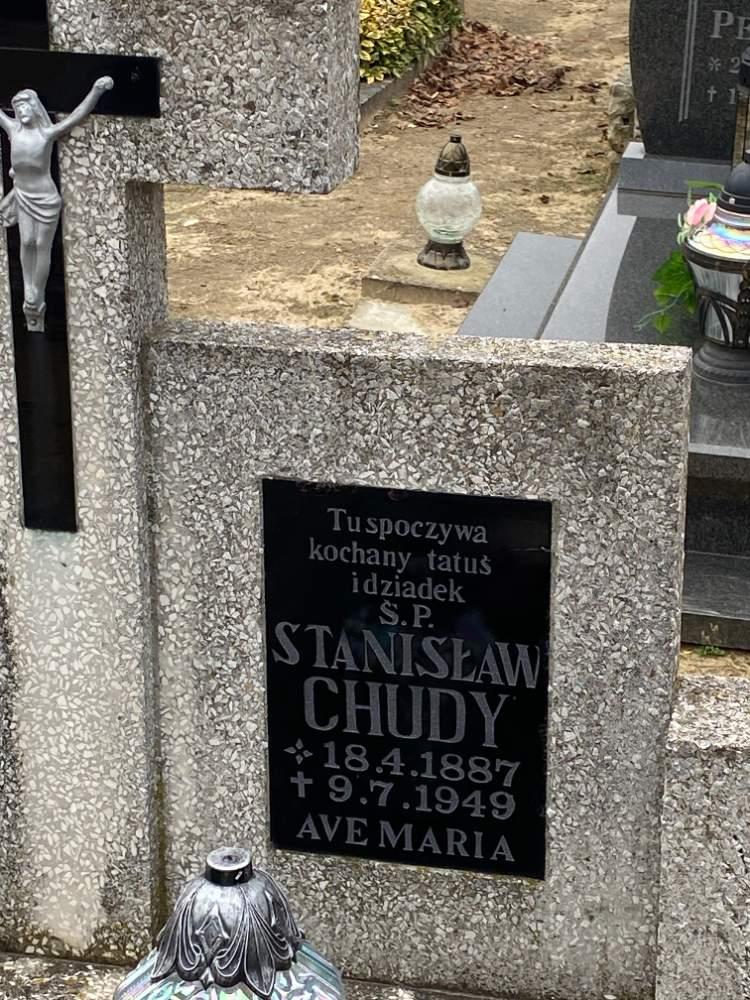 Tu spoczywa
kochany tatuś
i dziadek
Ś.P.
STANISŁAW
CHUDY
18.4.1887
✝ 9.7.1949
AVE MARIA